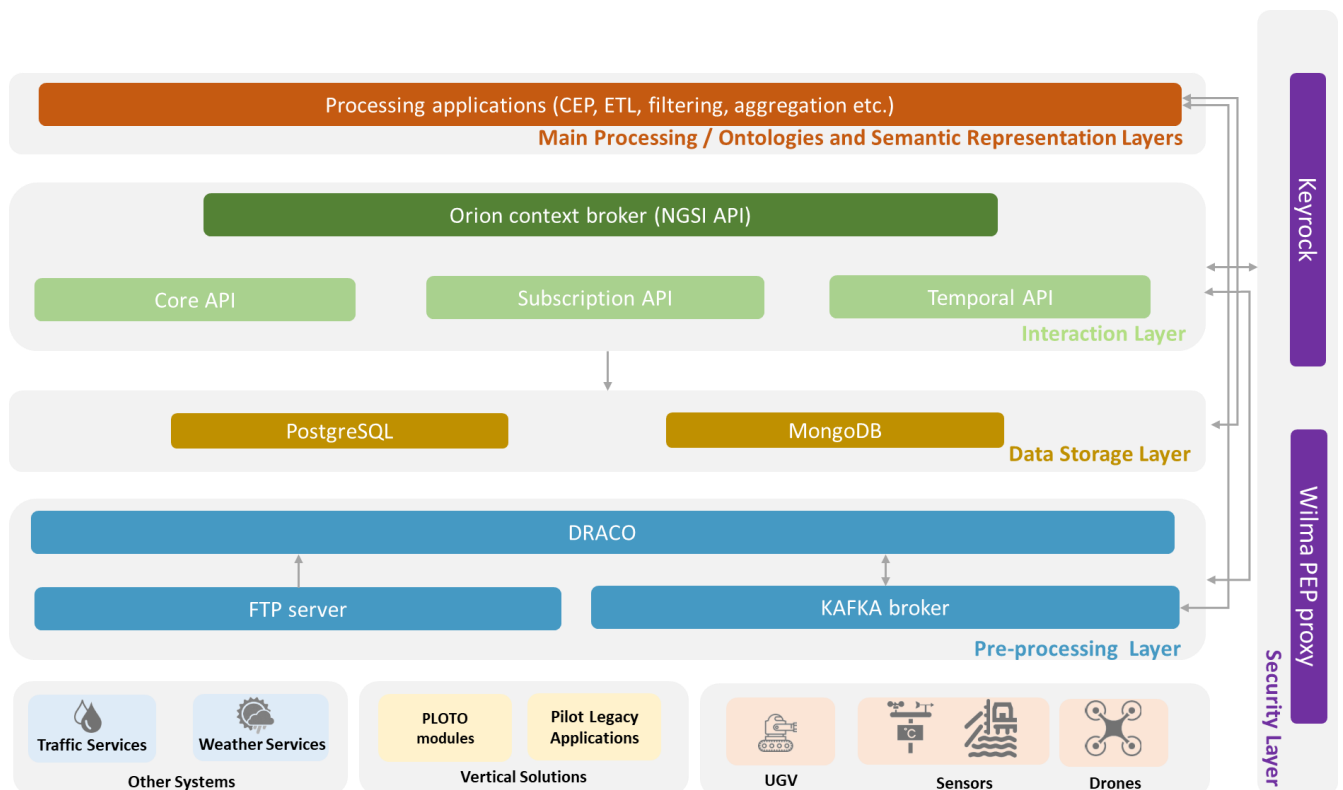 Processing applications (CEP, ETL, filtering, aggregation etc.)
Main Processing / Ontologies and Semantic Representation Layers
Orion context broker (NGSI API)
Core API
Subscription API
Temporal API
Interaction Layer
PostgreSQL
MongoDB
Data Storage Layer
DRACO
FTP server
KAFKA broker
Pre-processing Layer
Traffic Services
Weather Services
Other Systems
PLOTO
modules
Pilot Legacy
Applications
Vertical Solutions
UGV
°C
Sensors
Drones
Keyrock
Wilma PEP proxy
Security Layer